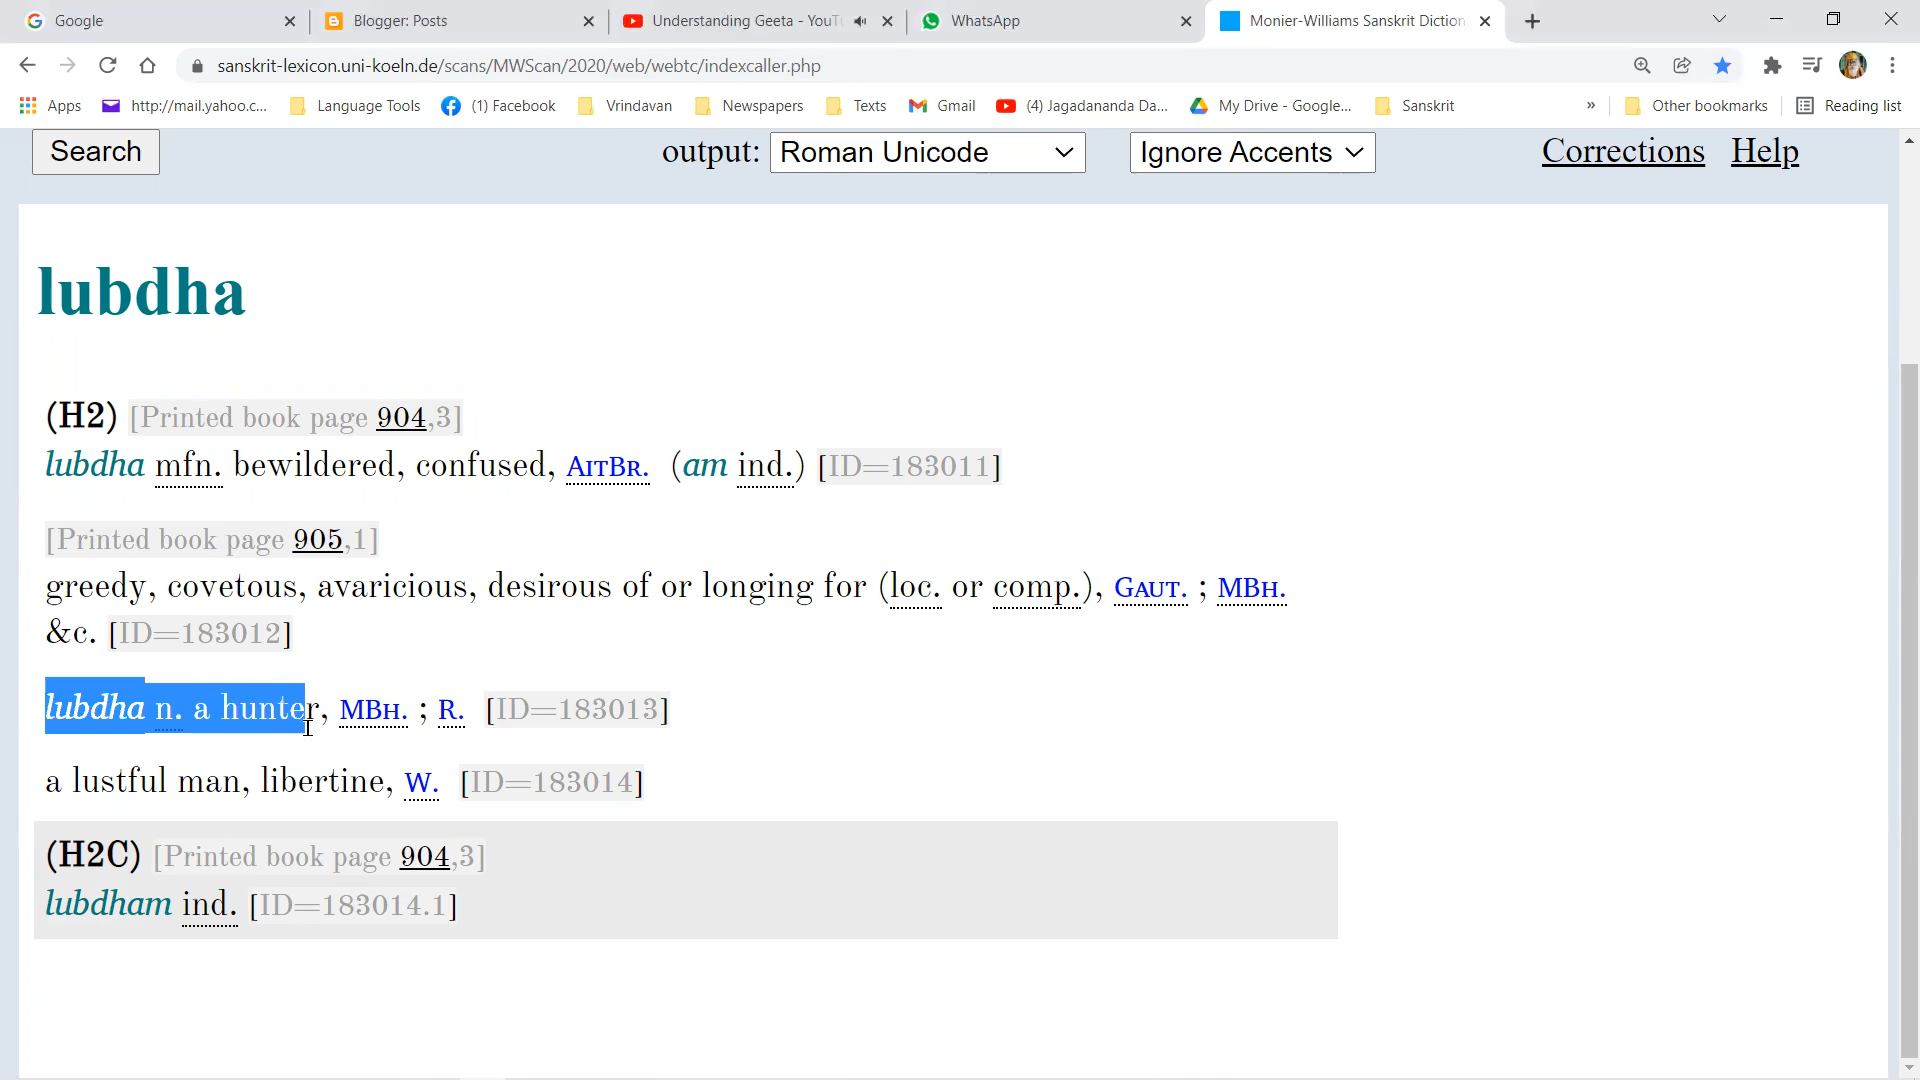 Google
Blogger: Posts
Understanding Geeta - YouTu
WhatsApp
Monier-Williams Sanskrit Diction
sanskrit-lexicon.uni-koeln.de/scans/MWScan/2020/web/webtc/indexcaller.php
Apps http://mail.yahoo.c... Language Tools (1) Facebook Vrindavan Newspapers Texts Gmail (4) Jagadananda Da... My Drive - Google... Sanskrit » Other bookmarks Reading list
Search output: Roman Unicode Ignore Accents Corrections Help
lubdha
(H2) [Printed book page 904,3]
lubdha mfn. bewildered, confused, AitBr. (am ind.) [ID=183011]
[Printed book page 905,1]
greedy, covetous, avaricious, desirous of or longing for (loc. or comp.), Gaut. ; MBh.
&c. [ID=183012]
lubdha n. a hunter, MBh. ; R. [ID=183013]
a lustful man, libertine, W. [ID=183014]
(H2C) [Printed book page 904,3]
lubdham ind. [ID=183014.1]